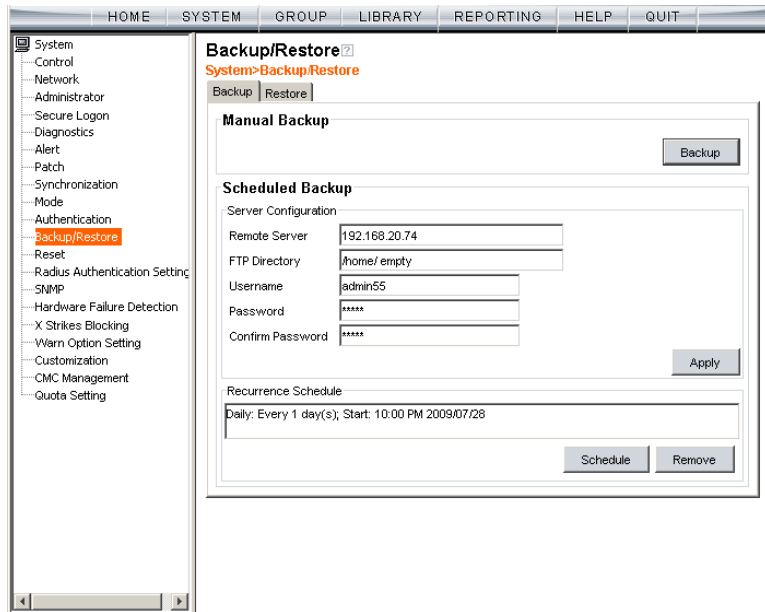 HOME SYSTEM GROUP LIBRARY REPORTING HELP QUIT
System
Control
Network
Administrator
Secure Logon
Diagnostics
Alert
Patch
Synchronization
Mode
Authentication
Backup/Restore
Reset
Radius Authentication Setting
SNMP
Hardware Failure Detection
X Strikes Blocking
Warn Option Setting
Customization
CMC Management
Quota Setting
Backup/Restore?
System>Backup/Restore
Backup Restore
Manual Backup
Backup
Scheduled Backup
Server Configuration
Remote Server 192.168.20.74
FTP Directory /home/ empty
Username admin55
Password *****
Confirm Password *****
Apply
Recurrence Schedule
Daily: Every 1 day(s); Start: 10:00 PM 2009/07/28
Schedule Remove